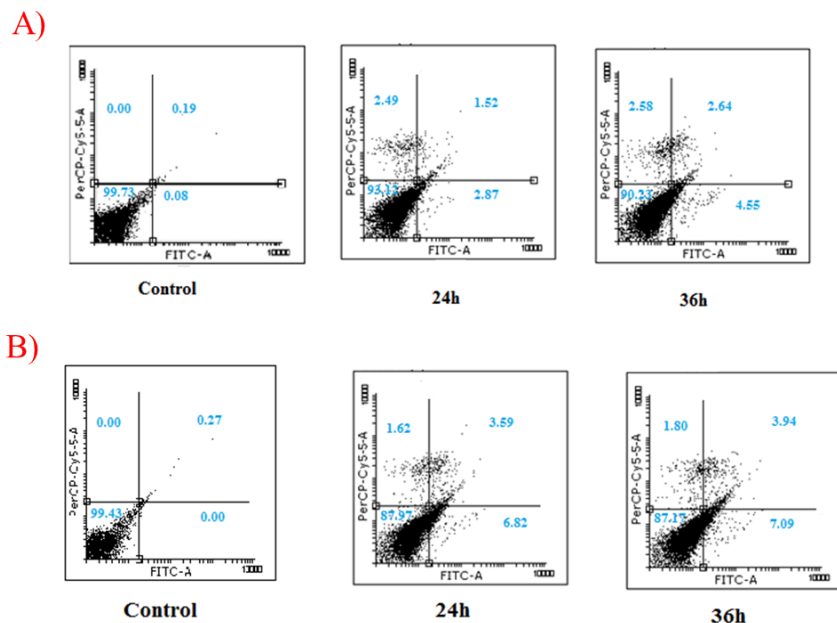 A)
0.00 0.19
99.73 0.08
PerCP-Cy5-5-A
FITC-A
10000
Control
2.49 1.52
93.12 2.87
PerCP-Cy5-5-A
FITC-A
10000
24h
2.58 2.64
90.23 4.55
PerCP-Cy5-5-A
FITC-A
10000
36h
B)
0.00 0.27
99.43 0.00
PerCP-Cy5-5-A
FITC-A
10000
Control
1.62 3.59
87.97 6.82
PerCP-Cy5-5-A
FITC-A
10000
24h
1.80 3.94
87.17 7.09
PerCP-Cy5-5-A
FITC-A
10000
36h